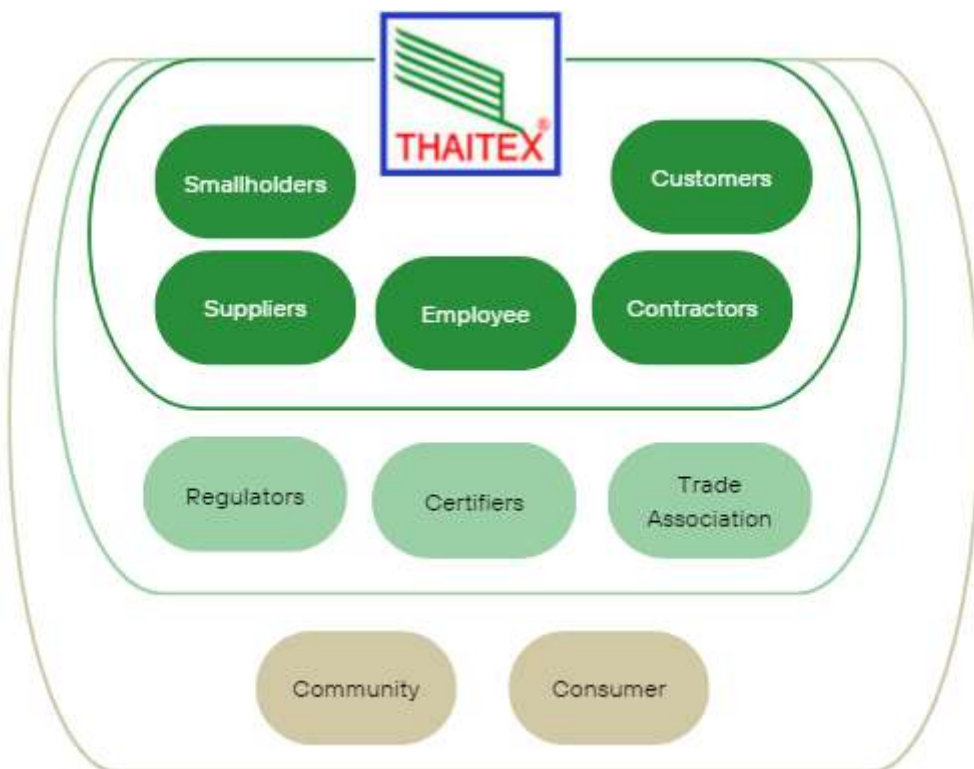 THAITEX®
Smallholders
Customers
Suppliers
Employee
Contractors
Regulators
Certifiers
Trade
Association
Community
Consumer